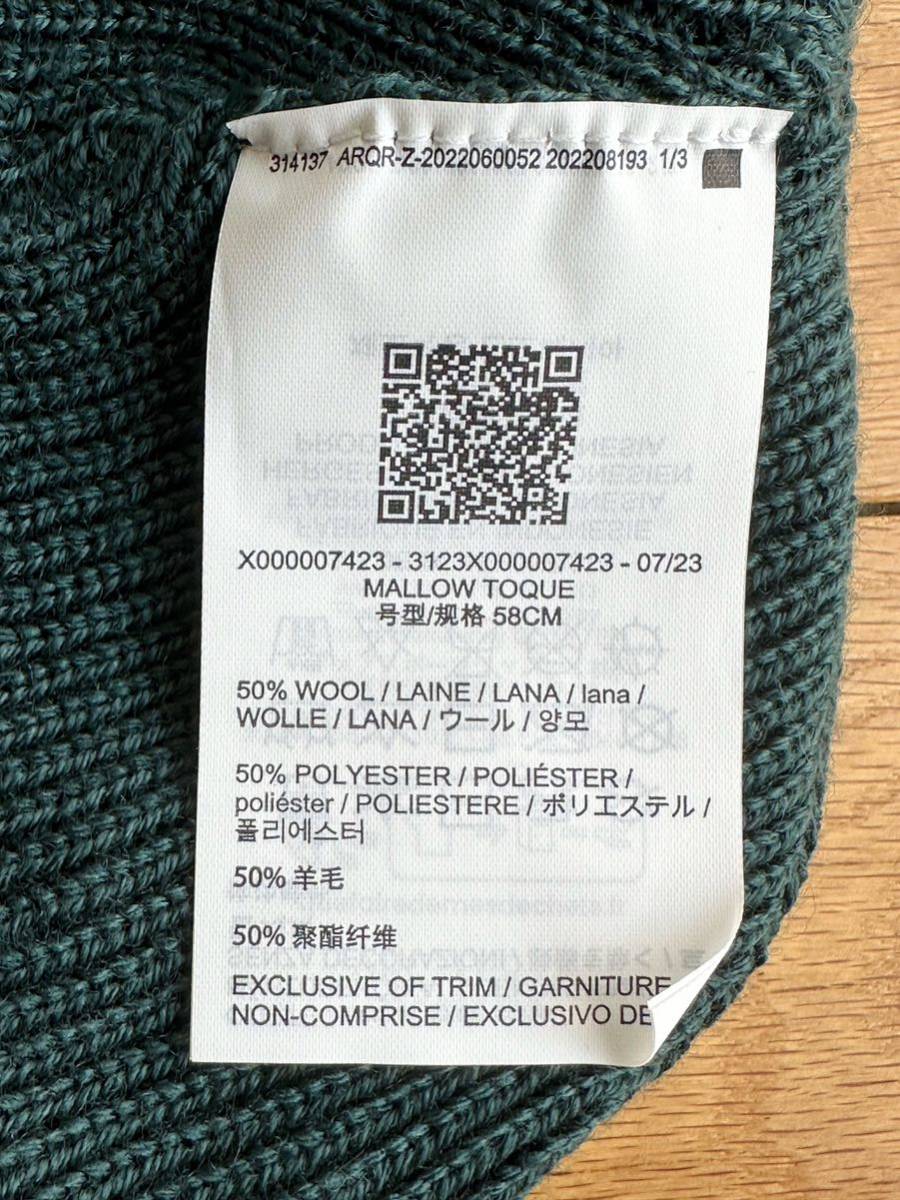 314137 ARQR-Z-2022060052 202208193 1/3
X000007423 - 3123X000007423 - 07/23
MALLOW TOQUE
号型/规格 58CM
50% WOOL / LAINE / LANA / lana /
WOLLE / LANA / ウール / 양모
50% POLYESTER / POLIÉSTER /
poliéster / POLIESTERE / ポリエステル /
폴리에스터
50% 羊毛
50% 聚酯纤维
EXCLUSIVE OF TRIM / GARNITURE
NON-COMPRISE / EXCLUSIVO DE